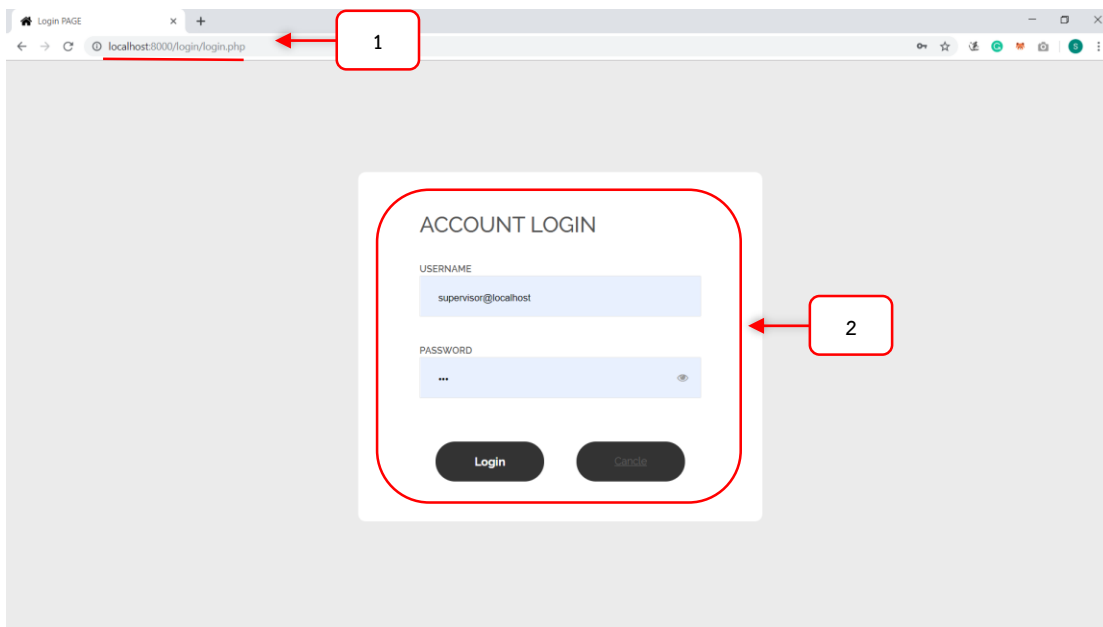 Login PAGE
localhost:8000/login/login.php
1
S
ACCOUNT LOGIN
USERNAME
supervisor@localhost
2
PASSWORD
•••
Login
Cancle